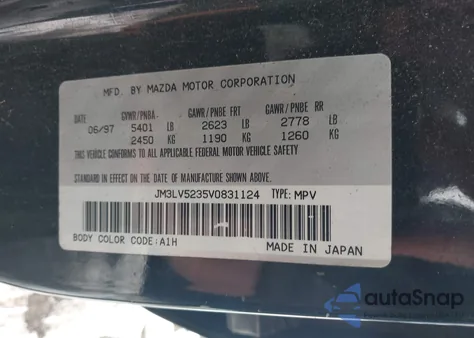 MFD. BY MAZDA MOTOR CORPORATION
DATE GVWR/PNBA GAWR/PNBE FRT GAWR/PNBE RR
06/97 5401 LB 2623 LB 2778 LB
2450 KG 1190 KG 1260 KG
THIS VEHICLE CONFORMS TO ALL APPLICABLE FEDERAL MOTOR VEHICLE SAFETY
STANDARD IN EFFECT ON THE DATE OF MANUFACTURE SHOWN ABOVE.
JM3LV5235V0831124 TYPE: MPV
BODY COLOR CODE: A1H
MADE IN JAPAN
autoSnap